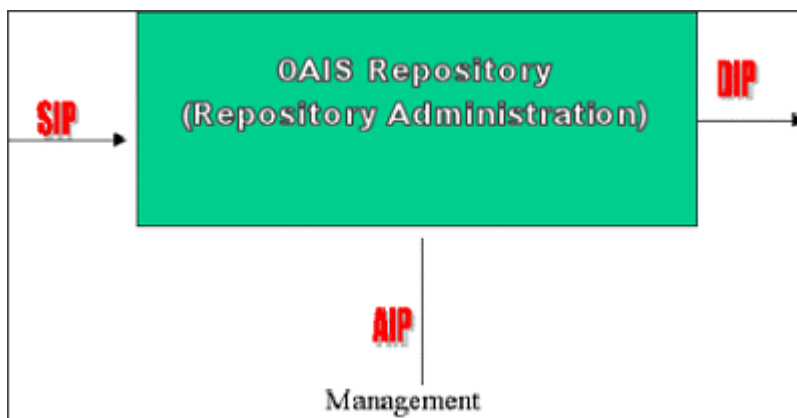 OAIS Repository
(Repository Administration)
SIP
DIP
AIP
Management